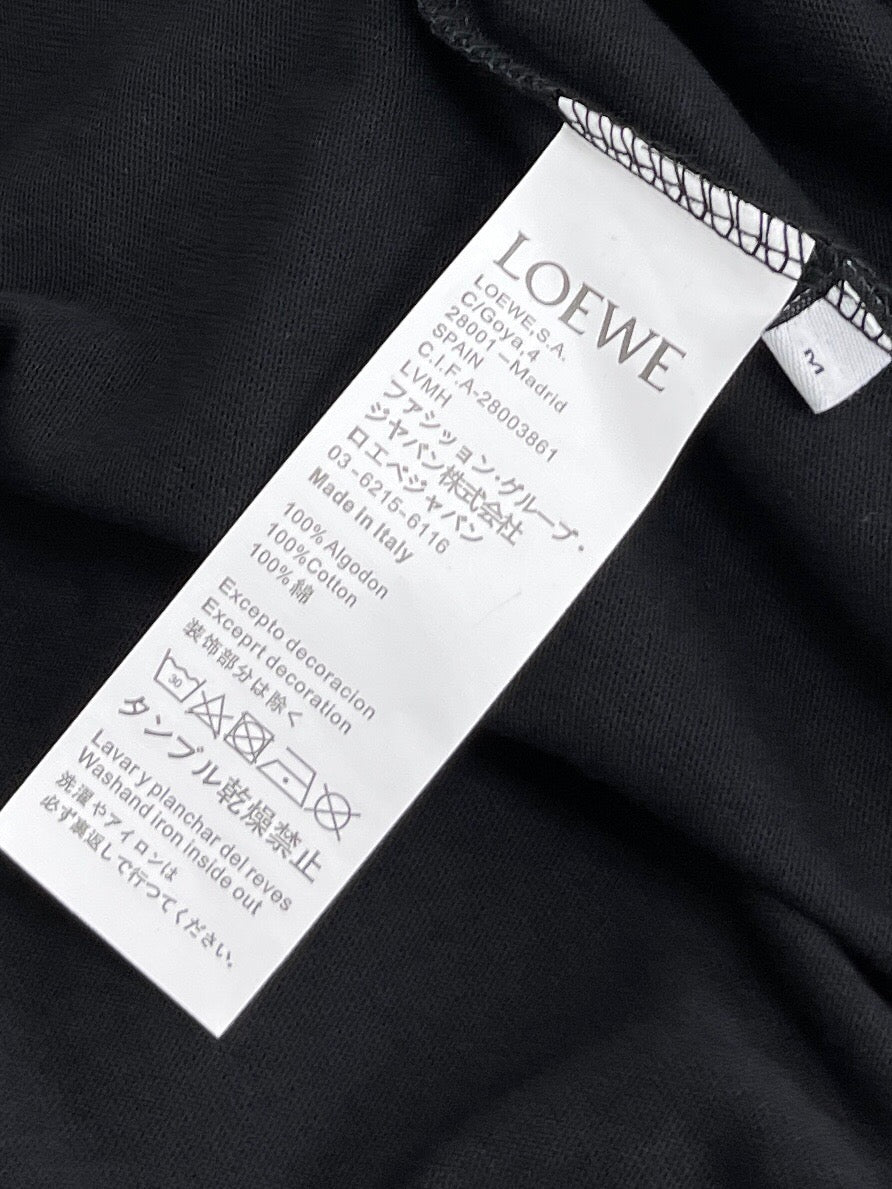 LOEWE
LOEWE,S.A.
C/Goya,4
28001-Madrid
SPAIN
C.I.F.A-28003861
LVMH
ファッション・グループ・
ジャパン株式会社
ロエベジャパン
03-6215-6116
Made In Italy
100% Algodon
100%Cotton
100%綿
Excepto decoracion
Exceprt decoration
装飾部分は除く
30
タンブル乾燥禁止
Lavar y planchar del reves
Washand iron inside out
洗濯やアイロンは
必ず裏返して行つてください。
M